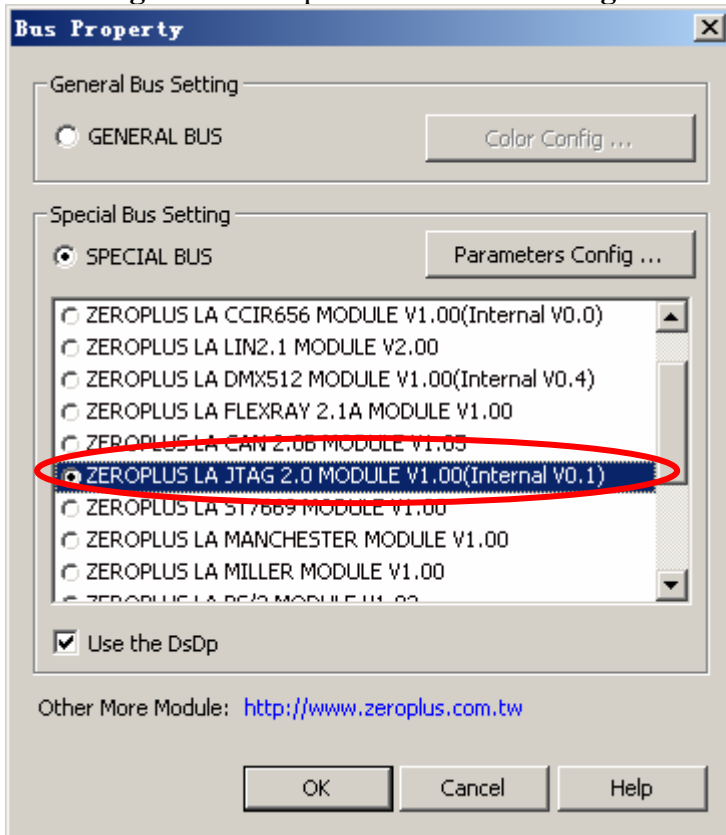 Bus Property
General Bus Setting
GENERAL BUS
Color Config ...
Special Bus Setting
SPECIAL BUS
Parameters Config ...
ZEROPLUS LA CCIR656 MODULE V1.00(Internal V0.0)
ZEROPLUS LA LIN2.1 MODULE V2.00
ZEROPLUS LA DMX512 MODULE V1.00(Internal V0.4)
ZEROPLUS LA FLEXRAY 2.1A MODULE V1.00
ZEROPLUS LA CAN 2.0B MODULE V1.05
ZEROPLUS LA JTAG 2.0 MODULE V1.00(Internal V0.1)
ZEROPLUS LA ST7669 MODULE V1.00
ZEROPLUS LA MANCHESTER MODULE V1.00
ZEROPLUS LA MILLER MODULE V1.00
ZEROPLUS LA PS/2 MODULE
Use the DsDp
Other More Module: http://www.zeroplus.com.tw
OK Cancel Help